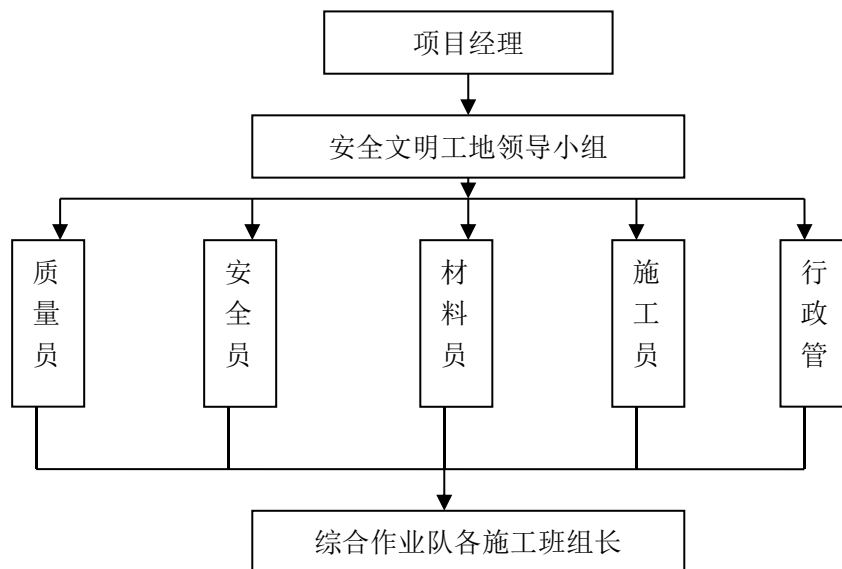 项目经理
安全文明工地领导小组
质量员
安全员
材料员
施工员
行政管
综合作业队各施工班组长